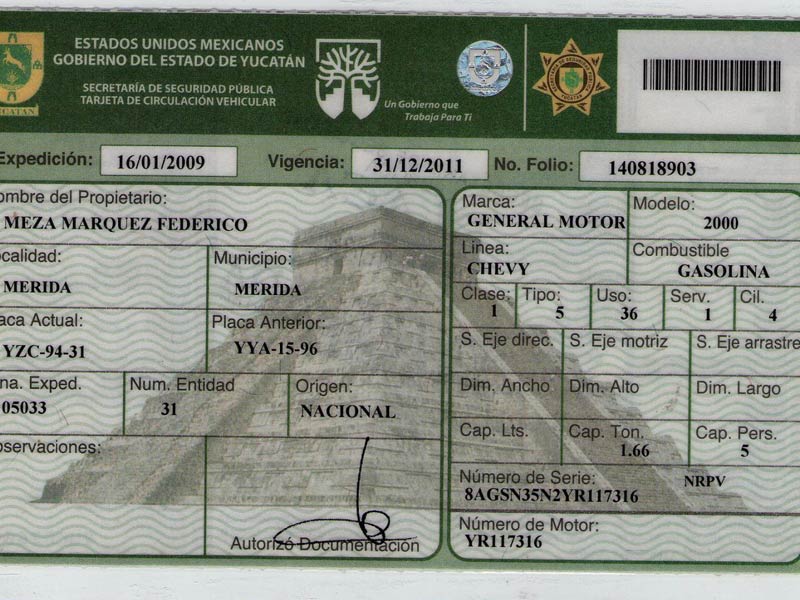 ESTADOS UNIDOS MEXICANOS
GOBIERNO DEL ESTADO DE YUCATÁN
SECRETARÍA DE SEGURIDAD PÚBLICA
TARJETA DE CIRCULACIÓN VEHICULAR
Un Gobierno que
Trabaja Para Ti
Expedición: 16/01/2009 Vigencia: 31/12/2011 No. Folio: 140818903
ombre del Propietario:
MEZA MARQUEZ FEDERICO
ocalidad: Municipio:
MERIDA MERIDA
aca Actual: Placa Anterior:
YZC-94-31 YYA-15-96
na. Exped. Num. Entidad Origen:
05033 31 NACIONAL
bservaciones:
Autorizó Documentación
Marca: Modelo:
GENERAL MOTOR 2000
Linea: Combustible
CHEVY GASOLINA
Clase: Tipo: Uso: Serv. Cil.
1 5 36 1 4
S. Eje direc. S. Eje motriz S. Eje arrastre
Dim. Ancho Dim. Alto Dim. Largo
Cap. Lts. Cap. Ton. Cap. Pers.
1.66 5
Número de Serie: NRPV
8AGSN35N2YR117316
Número de Motor:
YR117316